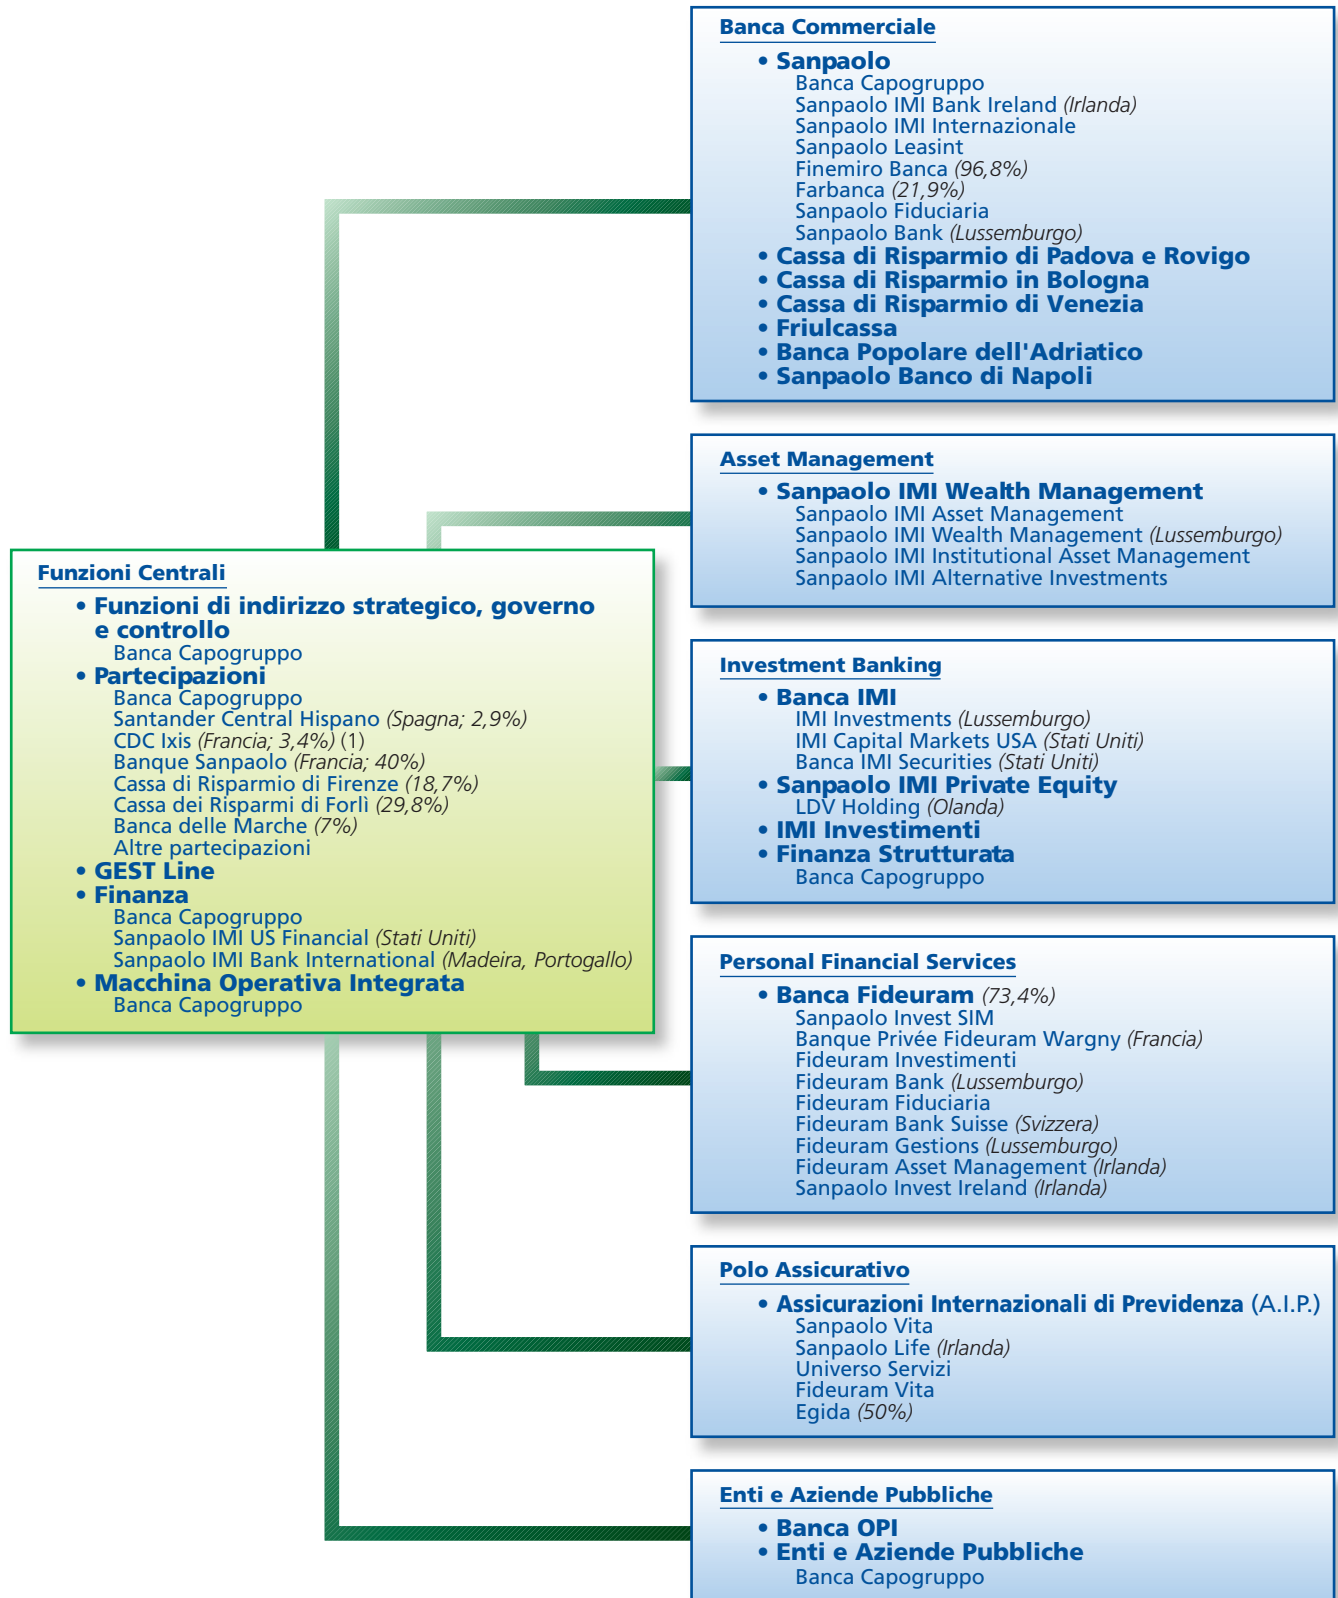 Banca Commerciale
• Sanpaolo
Banca Capogruppo
Sanpaolo IMI Bank Ireland (Irlanda)
Sanpaolo IMI Internazionale
Sanpaolo Leasint
Finemiro Banca (96,8%)
Farbanca (21,9%)
Sanpaolo Fiduciaria
Sanpaolo Bank (Lussemburgo)
• Cassa di Risparmio di Padova e Rovigo
• Cassa di Risparmio in Bologna
• Cassa di Risparmio di Venezia
• Friulcassa
• Banca Popolare dell'Adriatico
• Sanpaolo Banco di Napoli
Asset Management
• Sanpaolo IMI Wealth Management
Sanpaolo IMI Asset Management
Sanpaolo IMI Wealth Management (Lussemburgo)
Sanpaolo IMI Institutional Asset Management
Sanpaolo IMI Alternative Investments
Funzioni Centrali
• Funzioni di indirizzo strategico, governo
e controllo
Banca Capogruppo
• Partecipazioni
Banca Capogruppo
Santander Central Hispano (Spagna; 2,9%)
CDC Ixis (Francia; 3,4%) (1)
Banque Sanpaolo (Francia; 40%)
Cassa di Risparmio di Firenze (18,7%)
Cassa dei Risparmi di Forlì (29,8%)
Banca delle Marche (7%)
Altre partecipazioni
• GEST Line
• Finanza
Banca Capogruppo
Sanpaolo IMI US Financial (Stati Uniti)
Sanpaolo IMI Bank International (Madeira, Portogallo)
• Macchina Operativa Integrata
Banca Capogruppo
Investment Banking
• Banca IMI
IMI Investments (Lussemburgo)
IMI Capital Markets USA (Stati Uniti)
Banca IMI Securities (Stati Uniti)
• Sanpaolo IMI Private Equity
LDV Holding (Olanda)
• IMI Investimenti
• Finanza Strutturata
Banca Capogruppo
Personal Financial Services
• Banca Fideuram (73,4%)
Sanpaolo Invest SIM
Banque Privée Fideuram Wargny (Francia)
Fideuram Investimenti
Fideuram Bank (Lussemburgo)
Fideuram Fiduciaria
Fideuram Bank Suisse (Svizzera)
Fideuram Gestions (Lussemburgo)
Fideuram Asset Management (Irlanda)
Sanpaolo Invest Ireland (Irlanda)
Polo Assicurativo
• Assicurazioni Internazionali di Previdenza (A.I.P.)
Sanpaolo Vita
Sanpaolo Life (Irlanda)
Universo Servizi
Fideuram Vita
Egida (50%)
Enti e Aziende Pubbliche
• Banca OPI
• Enti e Aziende Pubbliche
Banca Capogruppo